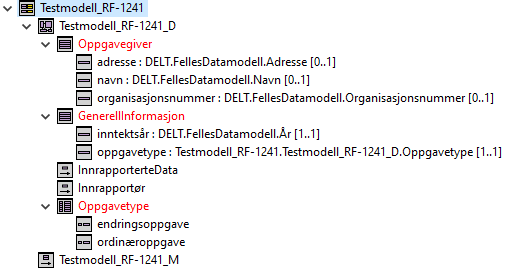 Testmodell_RF-1241
Testmodell_RF-1241_D
Oppgavegiver
adresse : DELT.FellesDatamodell.Adresse [0..1]
navn : DELT.FellesDatamodell.Navn [0..1]
organisasjonsnummer : DELT.FellesDatamodell.Organisasjonsnummer [0..1]
GenerellInformasjon
inntektsår : DELT.FellesDatamodell.År [1..1]
oppgavetype : Testmodell_RF-1241.Testmodell_RF-1241_D.Oppgavetype [1..1]
InnrapporterteData
Innrapportør
Oppgavetype
endringsoppgave
ordinæroppgave
Testmodell_RF-1241_M